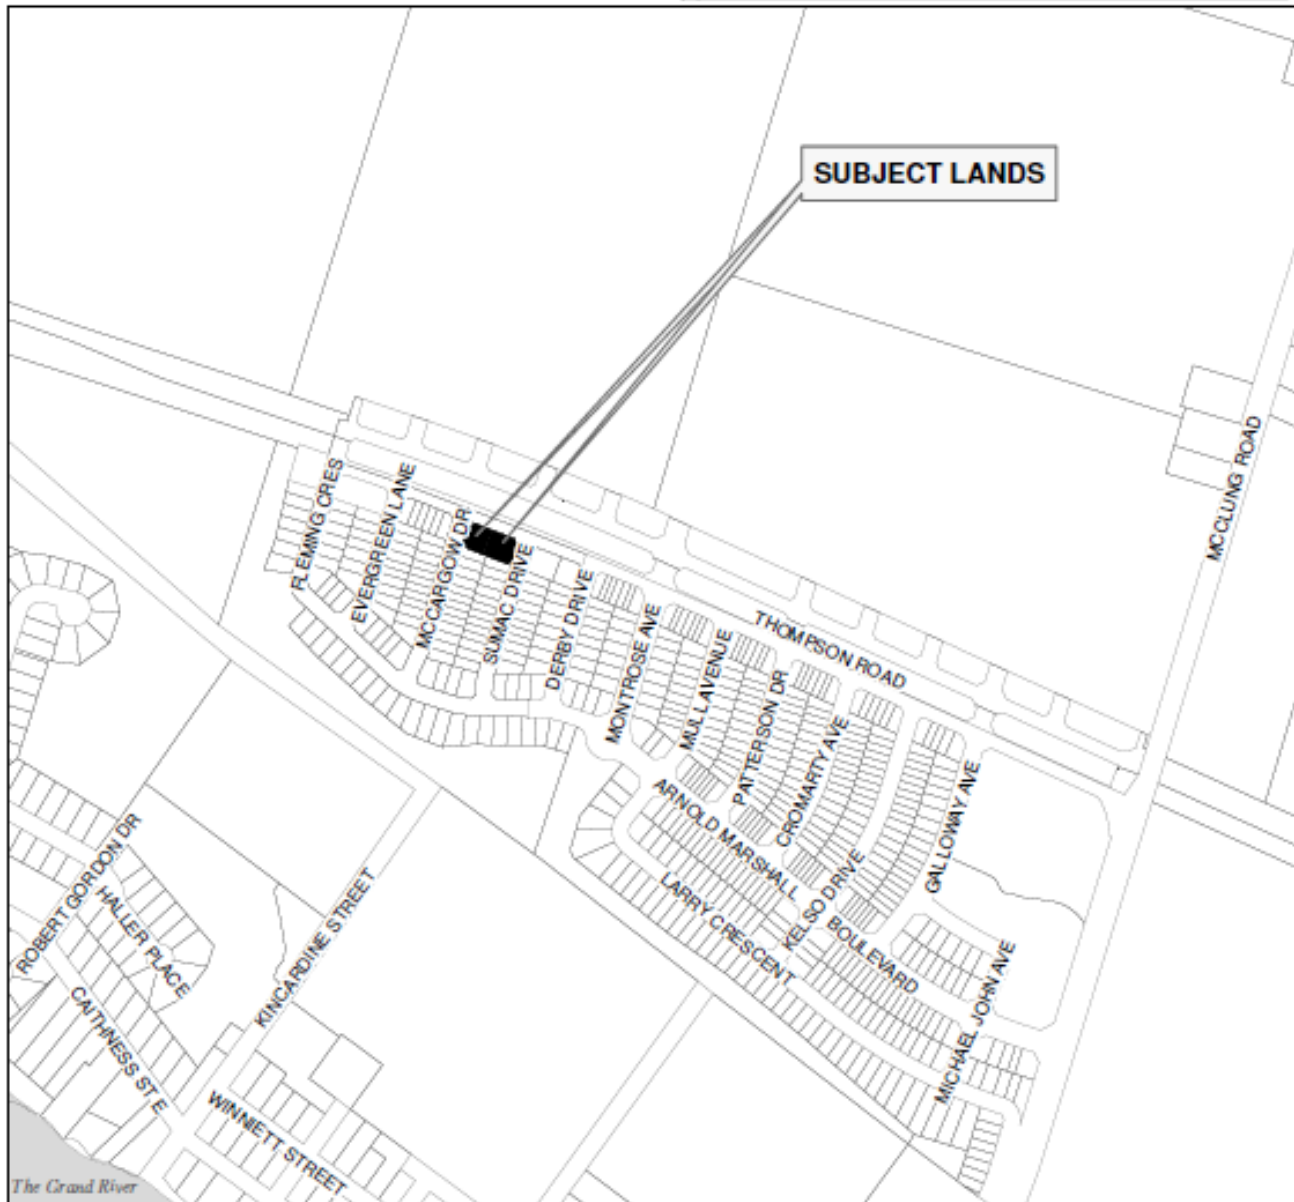 SUBJECT LANDS
MCCLUNG ROAD
FLEMING CRES
EVERGREEN LANE
MCCARGOW DR
SUMAC DRIVE
DERBY DRIVE
MONTROSE AVE
MULL AVENUE
THOMPSON ROAD
PATTERSON DR
CROMARTY AVE
GALLOWAY AVE
ARNOLD MARSHALL BOULEVARD
KELSO DRIVE
LARRY CRESCENT
MICHAEL JOHN AVE
ROBERT GORDON DR
HALLER PLACE
KINCARDINE STREET
CAITHNESS ST E
WINNIETT STREET
The Grand River